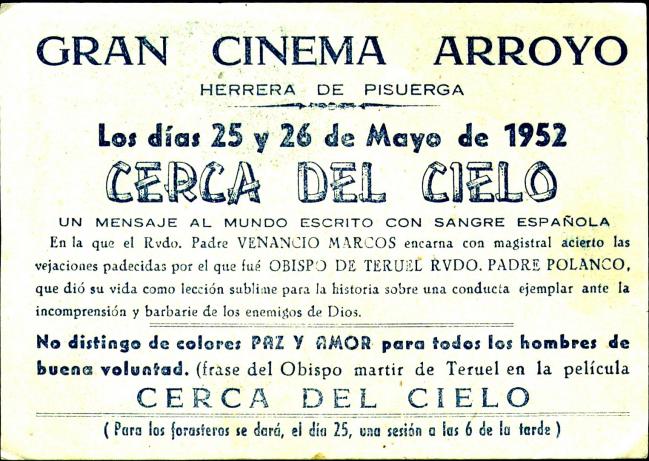 GRAN CINEMA ARROYO
HERRERA DE PISUERGA
Los días 25 y 26 de Mayo de 1952
CERCA DEL CIELO
UN MENSAJE AL MUNDO ESCRITO CON SANGRE ESPAÑOLA
En la que el Rvdo. Padre VENANCIO MARCOS encarna con magistral acierto las
vejaciones padecidas por el que fué OBISPO DE TERUEL RVDO. PADRE POLANCO,
que dió su vida como lección sublime para la historia sobre una conducta ejemplar ante la
incomprensión y barbarie de los enemigos de Dios.
No distingo de colores PAZ Y AMOR para todos los hombres de
buena voluntad. (frase del Obispo martir de Teruel en la película
CERCA DEL CIELO
( Para los forasteros se dará, el día 25, una sesión a las 6 de la tarde )